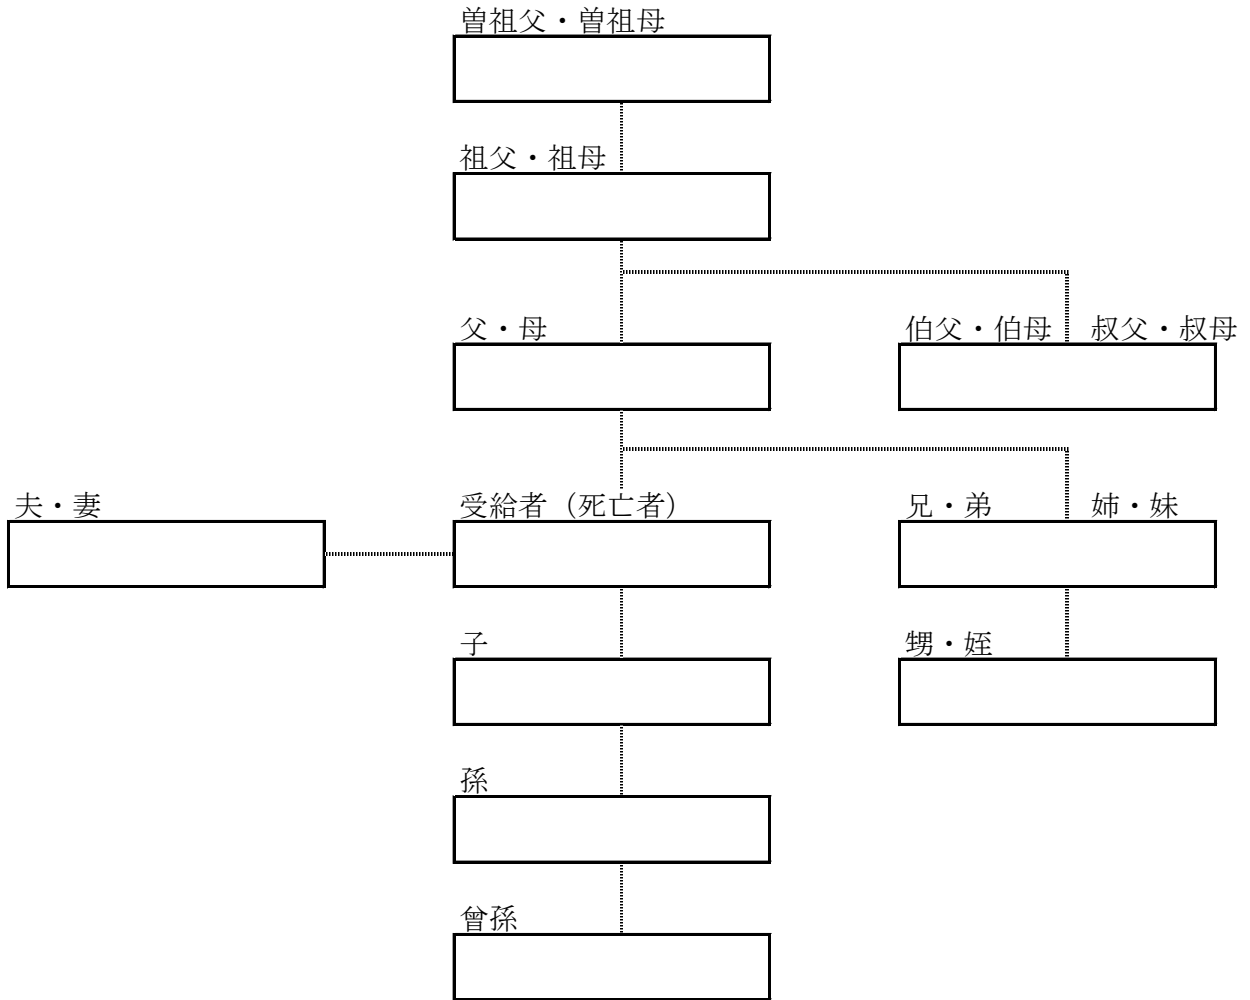 曽祖父・曽祖母
祖父・祖母
父・母
伯父・伯母　叔父・叔母
夫・妻
受給者（死亡者）
兄・弟　姉・妹
子
甥・姪
孫
曾孫